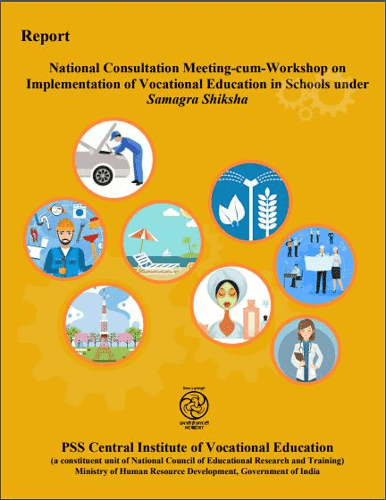 Report
National Consultation Meeting-cum-Workshop on
Implementation of Vocational Education in Schools under
Samagra Shiksha
PSS Central Institute of Vocational Education
(a constituent unit of National Council of Educational Research and Training)
Ministry of Human Resource Development, Government of India